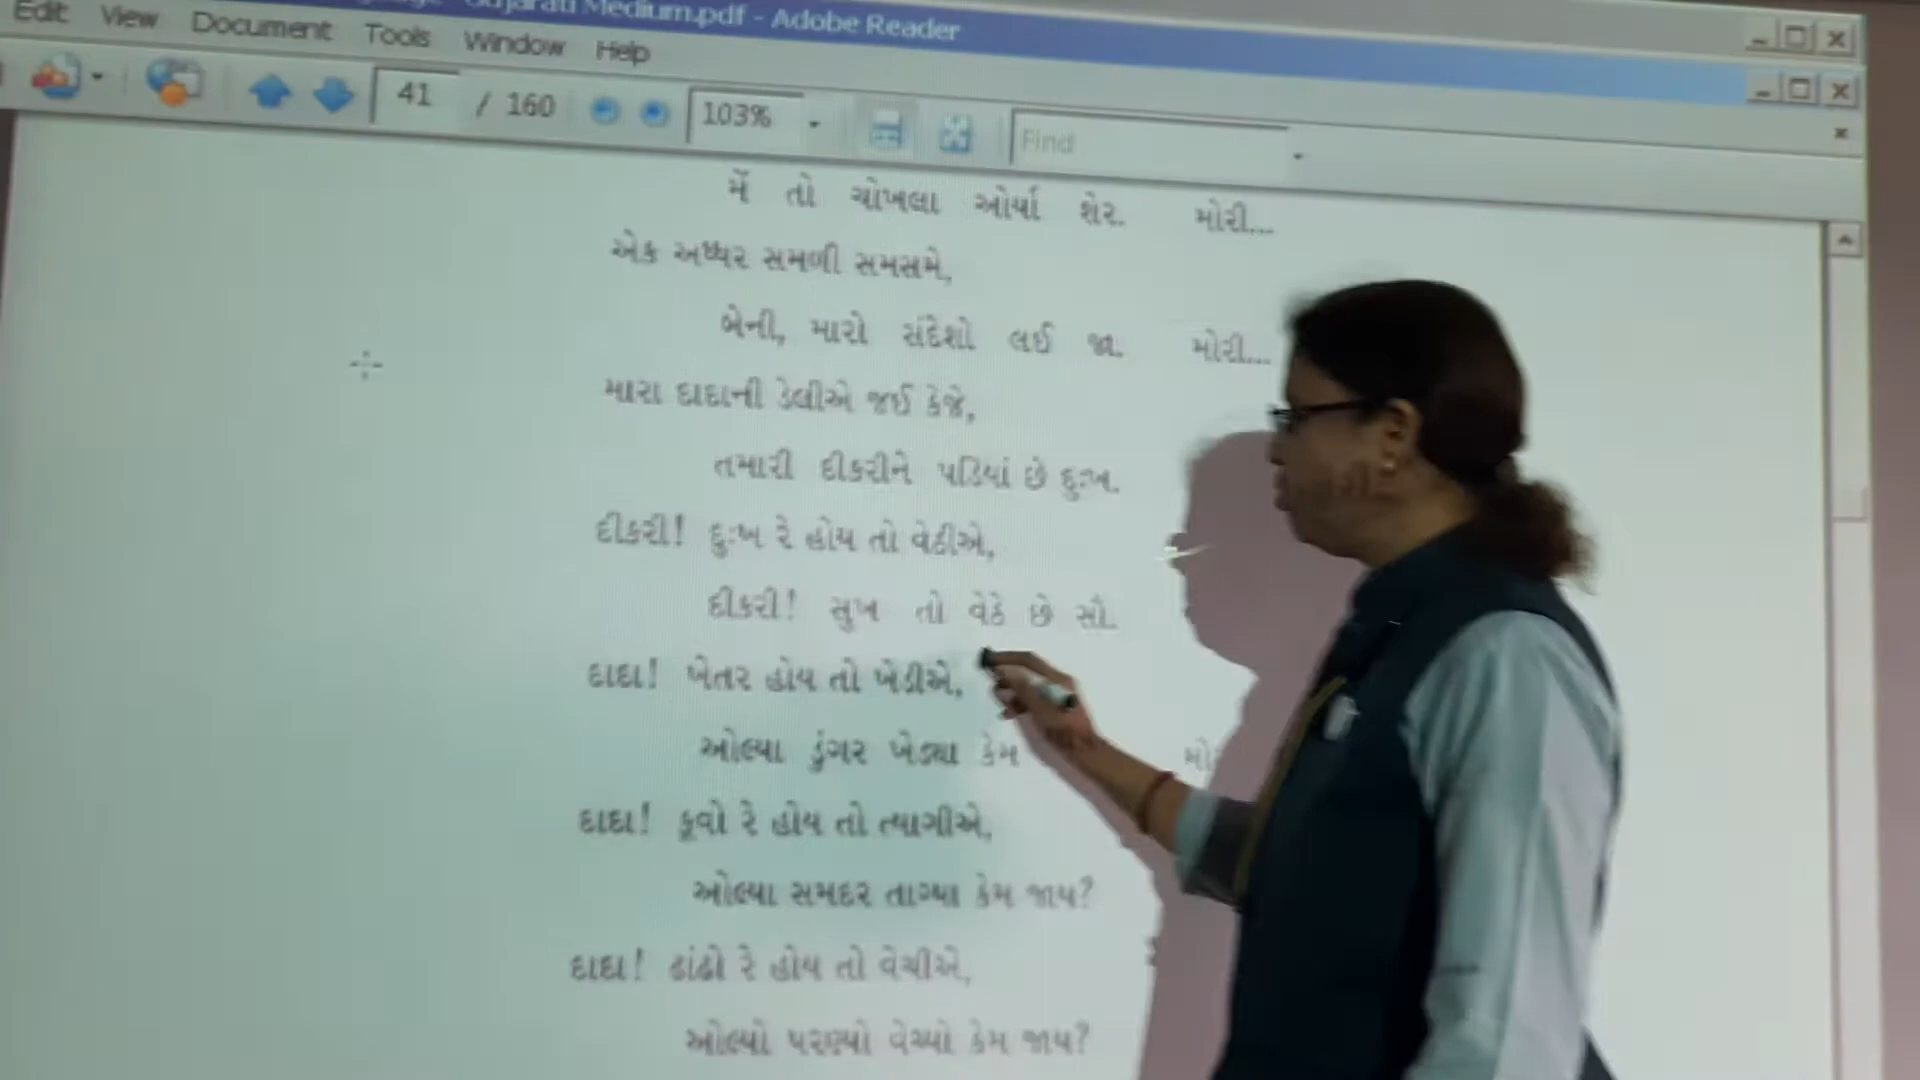 Gujarati Medium.pdf - Adobe Reader
Edit View Document Tools Window Help
41 / 160 103% Find
મેં તો ચોખલા ઓર્યા શેર. મોરી...
એક અધ્ધર સમળી સમસમે,
બેની, મારો સંદેશો લઈ જા. મોરી...
મારા દાદાની ડેલીએ જઈ કેજે,
તમારી દીકરીને પડિયાં છે દુઃખ.
દીકરી! દુઃખ રે હોય તો વેઠીએ,
દીકરી! સુખ તો વેઠે છે સૌ.
દાદા! ખેતર હોય તો ખેડીએ,
ઓલ્યા ડુંગર ખેડ્યા કેમ
દાદા! કૂવો રે હોય તો ત્યાગીએ,
ઓલ્યા સમદર તાગ્યા કેમ જાય?
દાદા! ઢાંઢો રે હોય તો વેચીએ,
ઓલ્યો પરણ્યો વેચ્યો કેમ જાય?